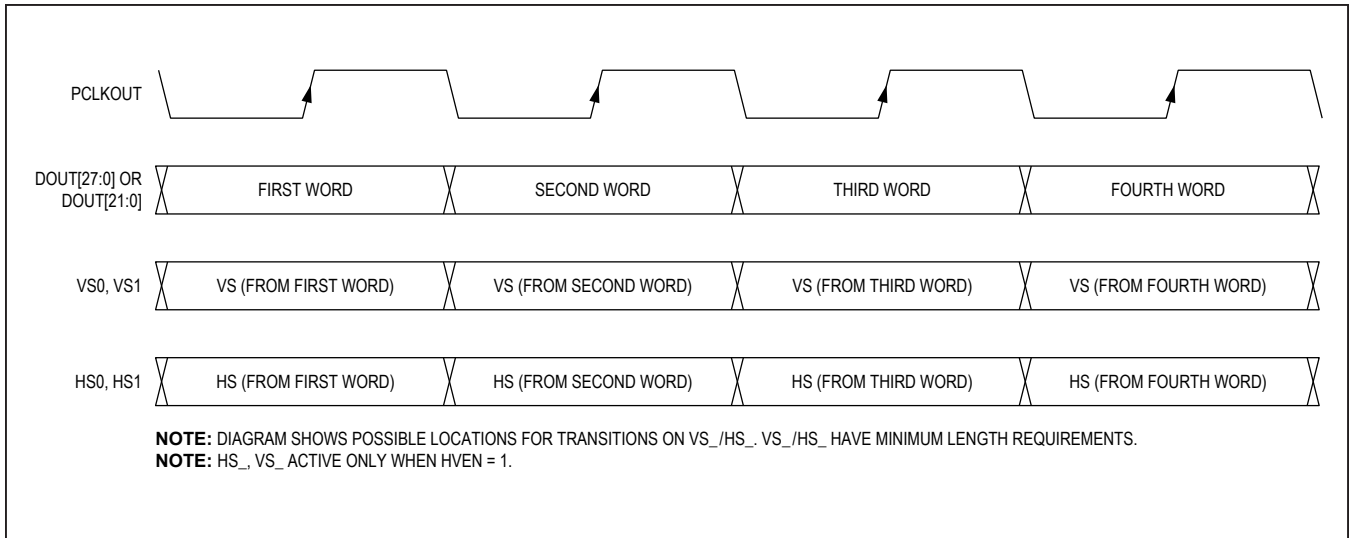 PCLKOUT
DOUT[27:0] OR
DOUT[21:0]
FIRST WORD
SECOND WORD
THIRD WORD
FOURTH WORD
VS0, VS1
VS (FROM FIRST WORD)
VS (FROM SECOND WORD)
VS (FROM THIRD WORD)
VS (FROM FOURTH WORD)
HS0, HS1
HS (FROM FIRST WORD)
HS (FROM SECOND WORD)
HS (FROM THIRD WORD)
HS (FROM FOURTH WORD)
NOTE: DIAGRAM SHOWS POSSIBLE LOCATIONS FOR TRANSITIONS ON VS_/HS_. VS_/HS_ HAVE MINIMUM LENGTH REQUIREMENTS.
NOTE: HS_, VS_ ACTIVE ONLY WHEN HVEN = 1.